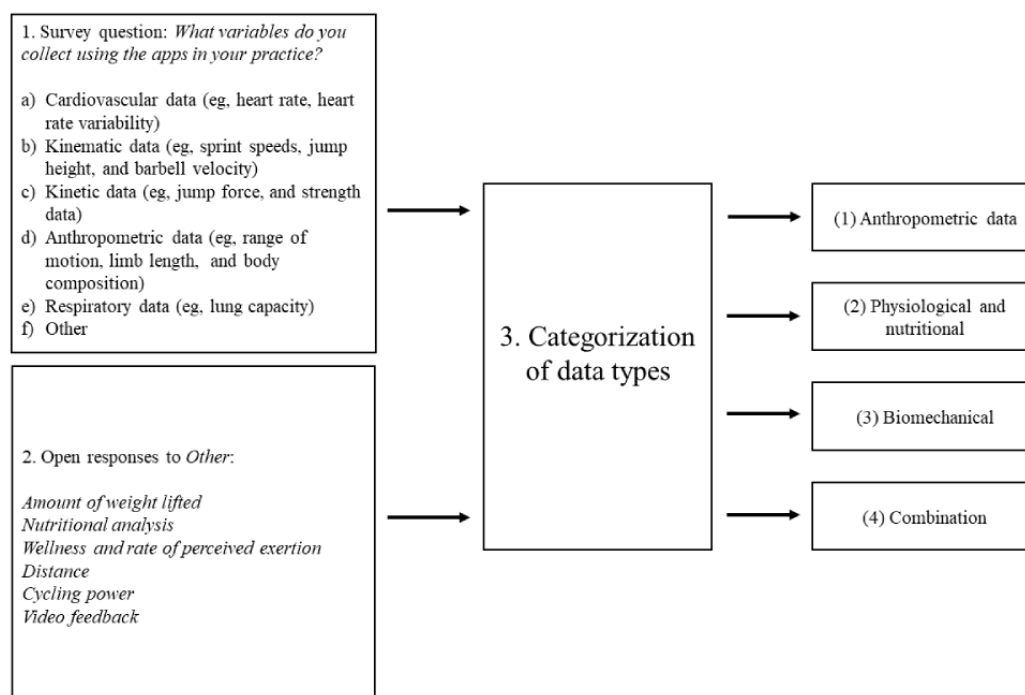 1. Survey question: What variables do you
collect using the apps in your practice?
a) Cardiovascular data (eg, heart rate, heart
rate variability)
b) Kinematic data (eg, sprint speeds, jump
height, and barbell velocity)
c) Kinetic data (eg, jump force, and strength
data)
d) Anthropometric data (eg, range of
motion, limb length, and body
composition)
e) Respiratory data (eg, lung capacity)
f) Other
2. Open responses to Other:
Amount of weight lifted
Nutritional analysis
Wellness and rate of perceived exertion
Distance
Cycling power
Video feedback
3. Categorization
of data types
(1) Anthropometric data
(2) Physiological and
nutritional
(3) Biomechanical
(4) Combination